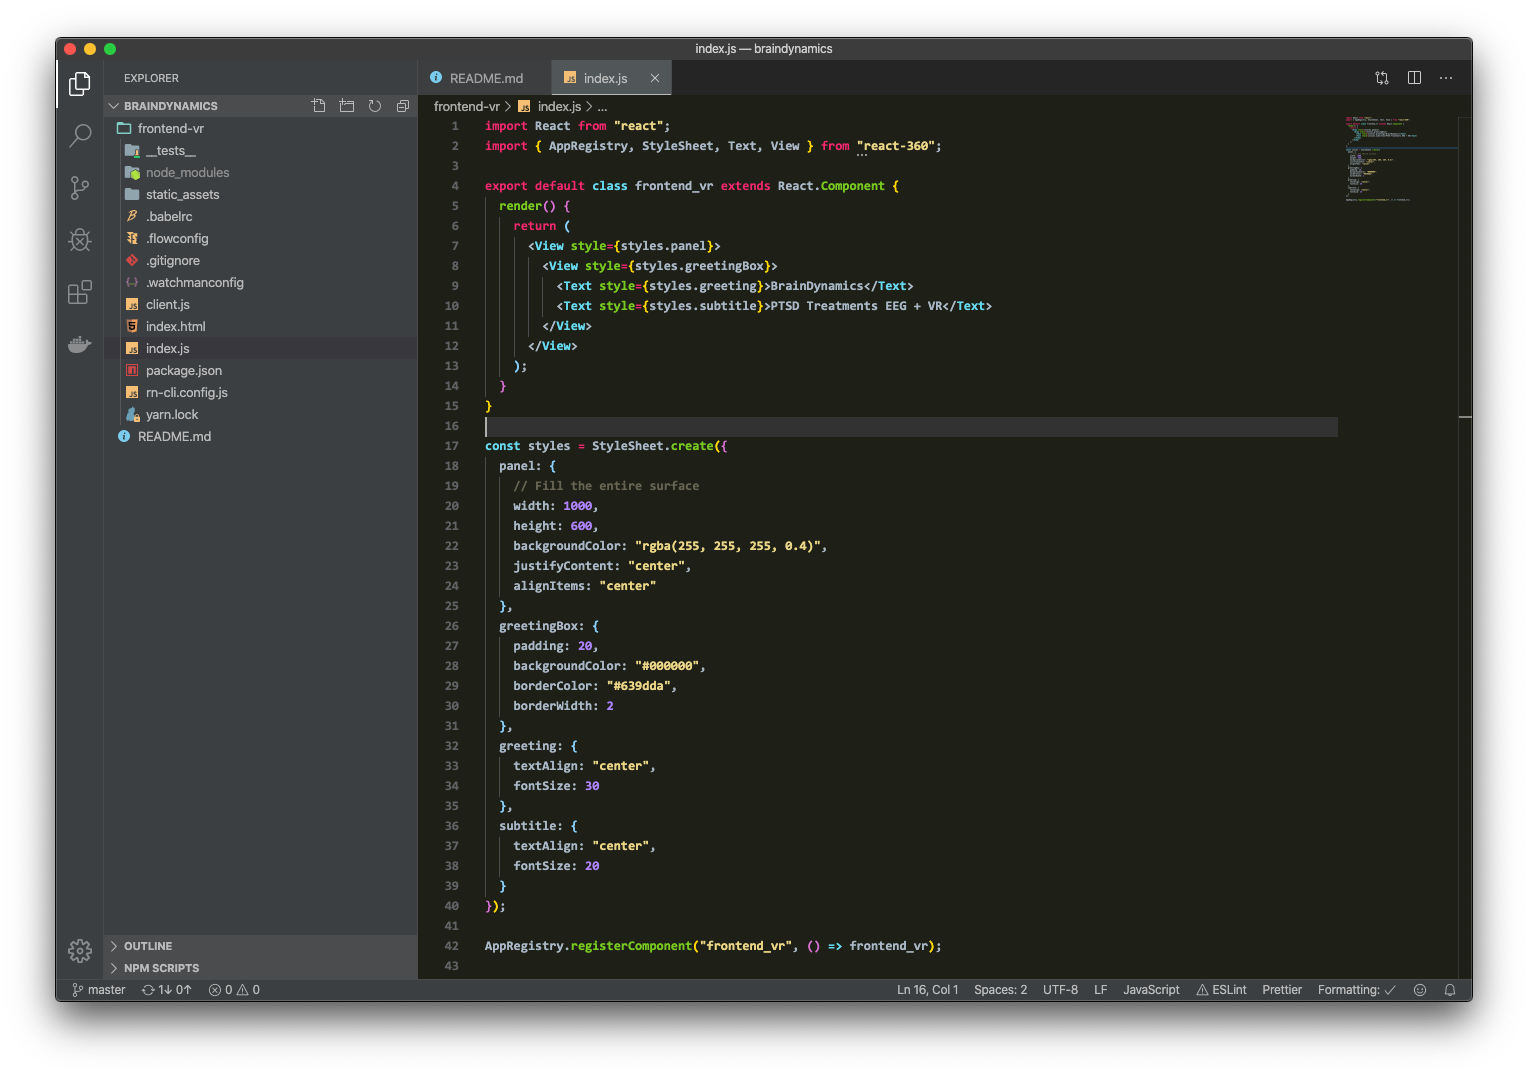 index.js — braindynamics
EXPLORER
BRAINDYNAMICS
frontend-vr
__tests__
node_modules
static_assets
.babelrc
.flowconfig
.gitignore
.watchmanconfig
client.js
index.html
index.js
package.json
rn-cli.config.js
yarn.lock
README.md
OUTLINE
NPM SCRIPTS
README.md
index.js
frontend-vr > JS index.js > ...
1 import React from "react";
2 import { AppRegistry, StyleSheet, Text, View } from "react-360";
3
4 export default class frontend_vr extends React.Component {
5 render() {
6 return (
7 <View style={styles.panel}>
8 <View style={styles.greetingBox}>
9 <Text style={styles.greeting}>BrainDynamics</Text>
10 <Text style={styles.subtitle}>PTSD Treatments EEG + VR</Text>
11 </View>
12 </View>
13 );
14 }
15 }
16
17 const styles = StyleSheet.create({
18 panel: {
19 // Fill the entire surface
20 width: 1000,
21 height: 600,
22 backgroundColor: "rgba(255, 255, 255, 0.4)",
23 justifyContent: "center",
24 alignItems: "center"
25 },
26 greetingBox: {
27 padding: 20,
28 backgroundColor: "#000000",
29 borderColor: "#639dda",
30 borderWidth: 2
31 },
32 greeting: {
33 textAlign: "center",
34 fontSize: 30
35 },
36 subtitle: {
37 textAlign: "center",
38 fontSize: 20
39 }
40 });
41
42 AppRegistry.registerComponent("frontend_vr", () => frontend_vr);
43
master 1↓ 0↑ 0 0 Ln 16, Col 1 Spaces: 2 UTF-8 LF JavaScript ESLint Prettier Formatting: ✓